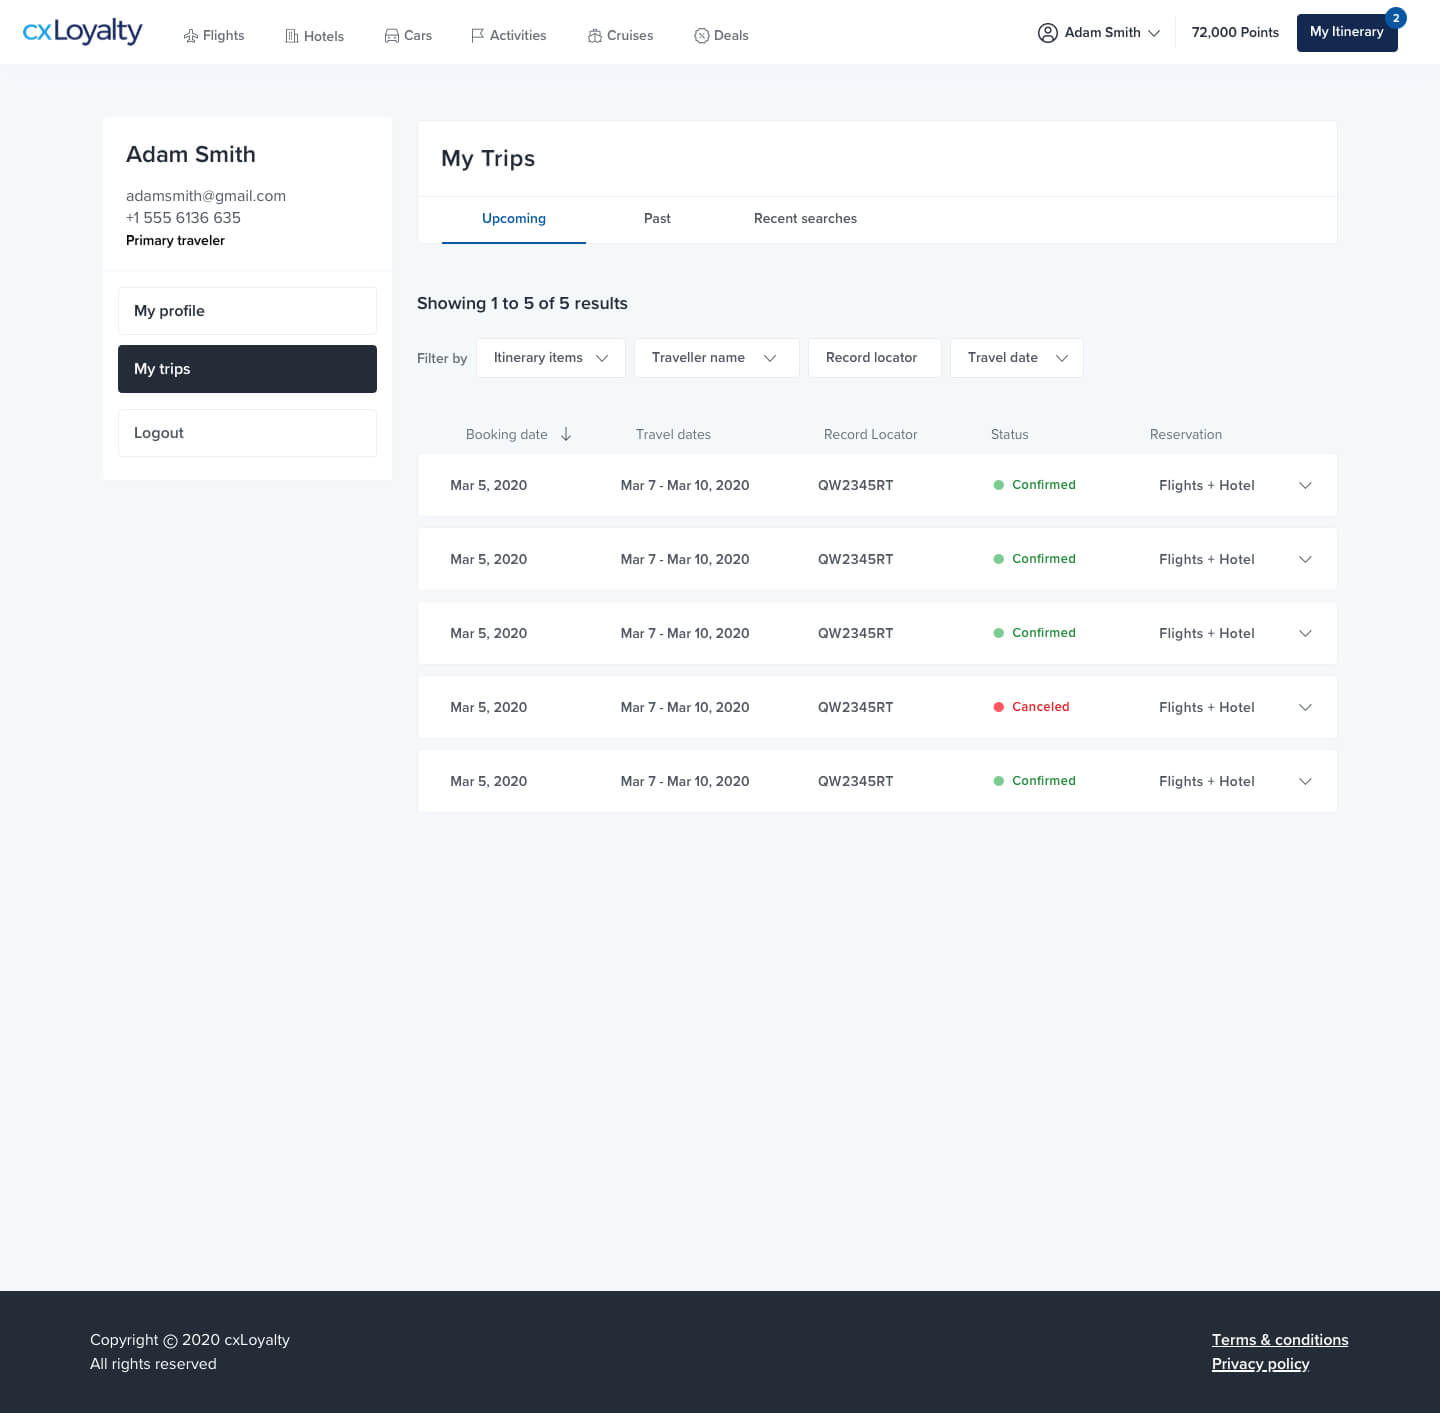 cxLoyalty Flights Hotels Cars Activities Cruises Deals Adam Smith 72,000 Points My Itinerary 2
Adam Smith
adamsmith@gmail.com
+1 555 6136 635
Primary traveler
My profile
My trips
Logout
My Trips
Upcoming Past Recent searches
Showing 1 to 5 of 5 results
Filter by Itinerary items Traveller name Record locator Travel date
Booking date Travel dates Record Locator Status Reservation
Mar 5, 2020 Mar 7 - Mar 10, 2020 QW2345RT Confirmed Flights + Hotel
Mar 5, 2020 Mar 7 - Mar 10, 2020 QW2345RT Confirmed Flights + Hotel
Mar 5, 2020 Mar 7 - Mar 10, 2020 QW2345RT Confirmed Flights + Hotel
Mar 5, 2020 Mar 7 - Mar 10, 2020 QW2345RT Canceled Flights + Hotel
Mar 5, 2020 Mar 7 - Mar 10, 2020 QW2345RT Confirmed Flights + Hotel
Copyright © 2020 cxLoyalty
All rights reserved
Terms & conditions
Privacy policy